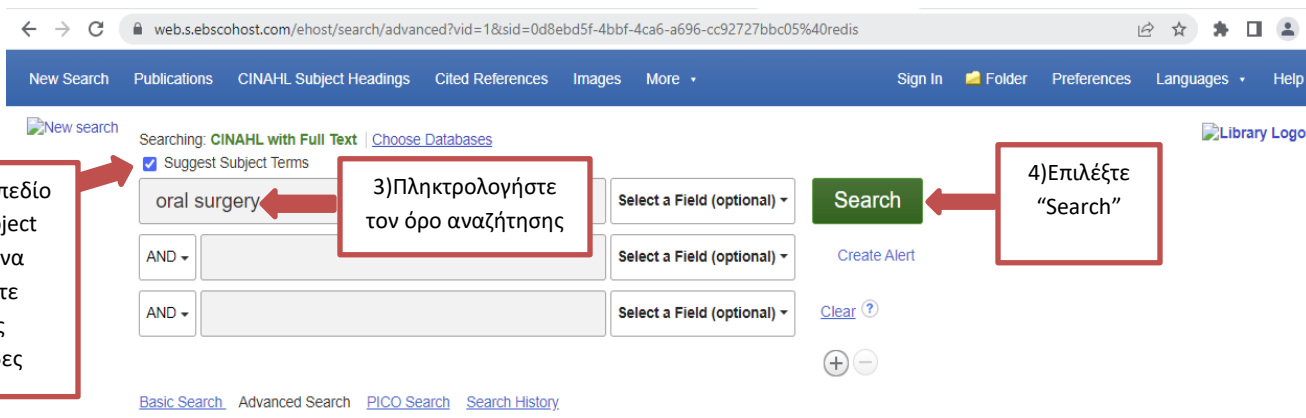 web.s.ebscohost.com/ehost/search/advanced?vid=1&sid=0d8ebd5f-4bbf-4ca6-a696-cc92727bbc05%40redis
New Search Publications CINAHL Subject Headings Cited References Images More Sign In Folder Preferences Languages Help
New search
Searching: CINAHL with Full Text | Choose Databases
Library Logo
Suggest Subject Terms
oral surgery
Select a Field (optional)
Search
3)Πληκτρολογήστε
τον όρο αναζήτησης
4)Επιλέξτε
“Search”
AND
Select a Field (optional)
Create Alert
AND
Select a Field (optional)
Clear ?
Basic Search Advanced Search PICO Search Search History
να